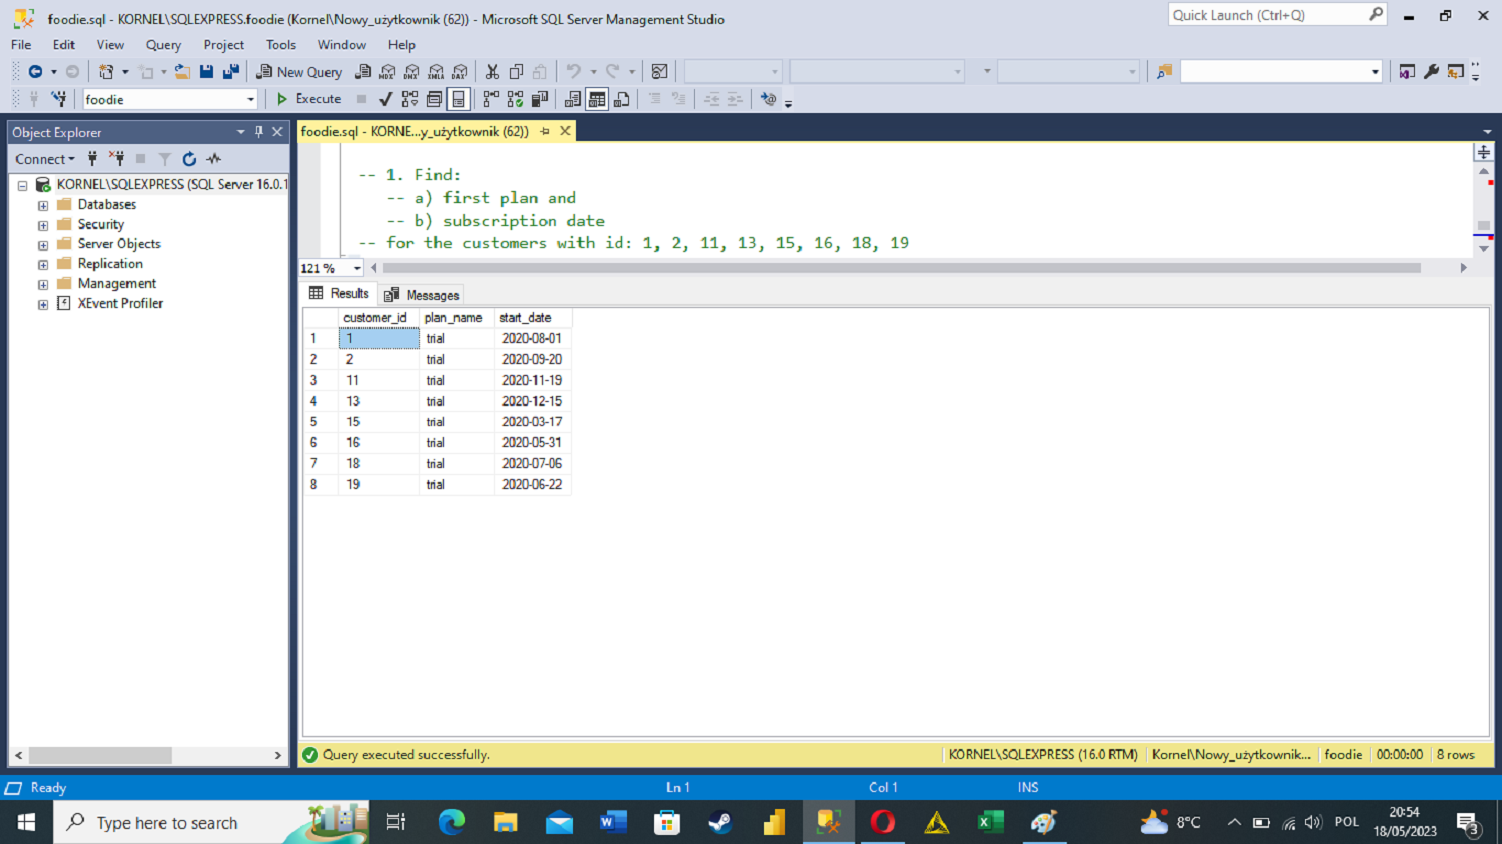 foodie.sql - KORNEL\SQLEXPRESS.foodie (Kornel\Nowy_użytkownik (62)) - Microsoft SQL Server Management Studio
Quick Launch (Ctrl+Q)
File Edit View Query Project Tools Window Help
New Query
MDX DMX XMLA DAX
foodie
Execute
Object Explorer
foodie.sql - KORNE...y_użytkownik (62))
Connect
KORNEL\SQLEXPRESS (SQL Server 16.0.1
Databases
Security
Server Objects
Replication
Management
XEvent Profiler
-- 1. Find:
-- a) first plan and
-- b) subscription date
-- for the customers with id: 1, 2, 11, 13, 15, 16, 18, 19
121 %
Results Messages
customer_id plan_name start_date
1 1 trial 2020-08-01
2 2 trial 2020-09-20
3 11 trial 2020-11-19
4 13 trial 2020-12-15
5 15 trial 2020-03-17
6 16 trial 2020-05-31
7 18 trial 2020-07-06
8 19 trial 2020-06-22
Query executed successfully.
KORNEL\SQLEXPRESS (16.0 RTM) Kornel\Nowy_użytkownik... foodie 00:00:00 8 rows
Ready Ln 1 Col 1 INS
Type here to search
8°C
POL
20:54
18/05/2023
3